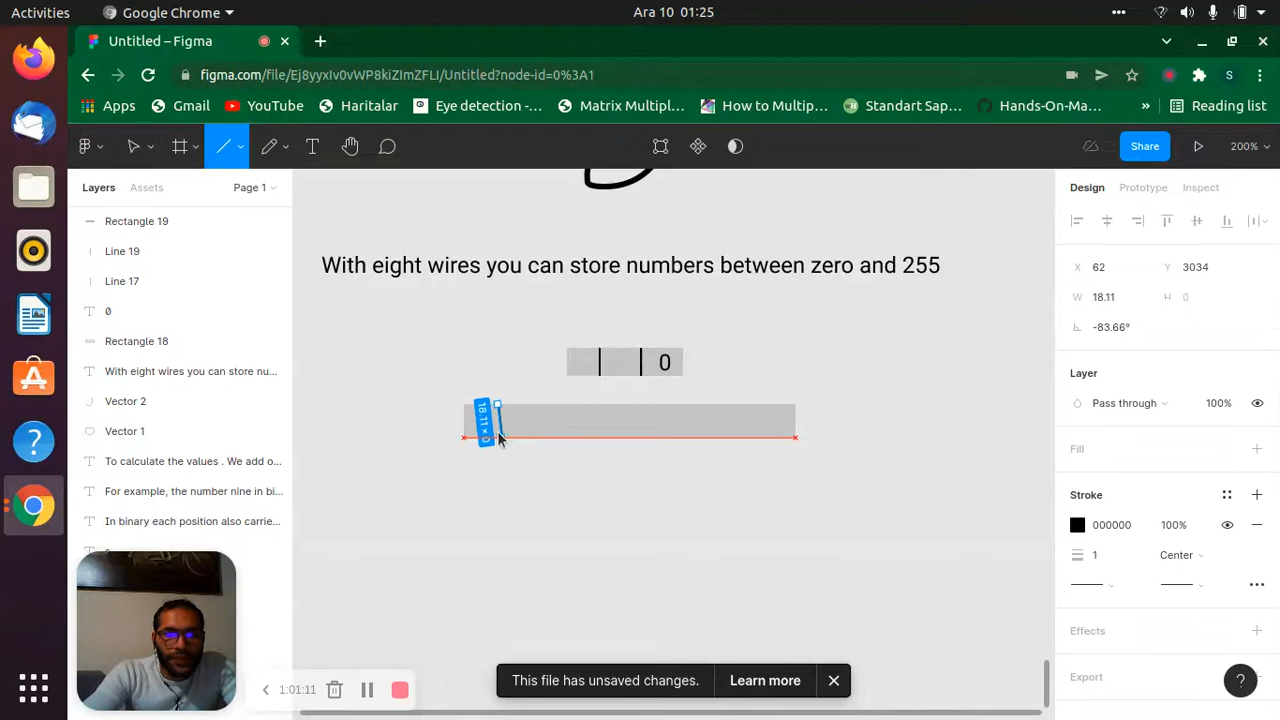 Activities
Google Chrome
Ara 10 01:25
Untitled – Figma
figma.com/file/Ej8yyxIv0vWP8kiZImZFLI/Untitled?node-id=0%3A1
Apps
Gmail
YouTube
Haritalar
Eye detection -...
Matrix Multipl...
How to Multip...
Standart Sap...
Hands-On-Ma...
»
Reading list
Share
200%
Layers
Assets
Page 1
Rectangle 19
Line 19
Line 17
0
Rectangle 18
With eight wires you can store nu...
Vector 2
Vector 1
To calculate the values . We add o...
For example, the number nine in bi...
In binary each position also carrie...
1:01:11
With eight wires you can store numbers between zero and 255
0
18.11 × 0
This file has unsaved changes.
Learn more
Design
Prototype
Inspect
X 62
Y 3034
W 18.11
H 0
-83.66°
Layer
Pass through
100%
Fill
Stroke
000000
100%
1
Center
Effects
Export